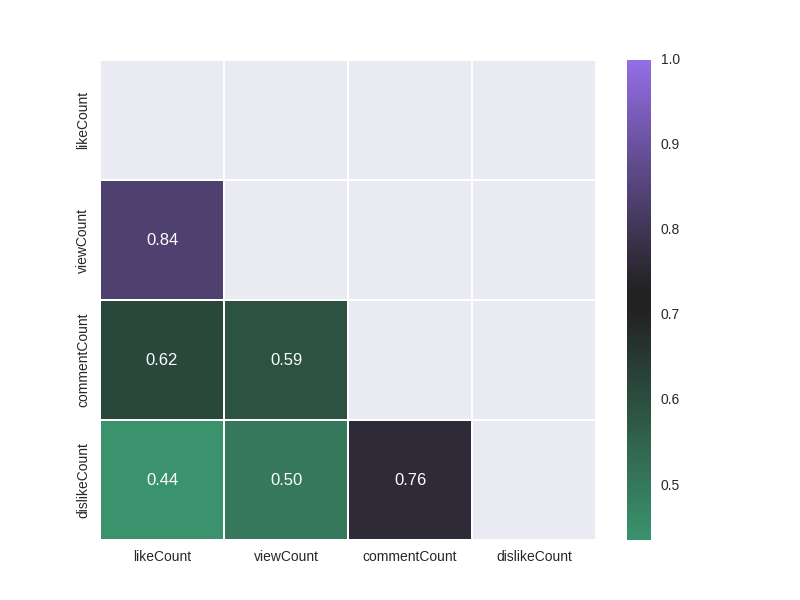 likeCount
viewCount
commentCount
dislikeCount
0.84
0.62 0.59
0.44 0.50 0.76
likeCount viewCount commentCount dislikeCount
1.0
0.9
0.8
0.7
0.6
0.5